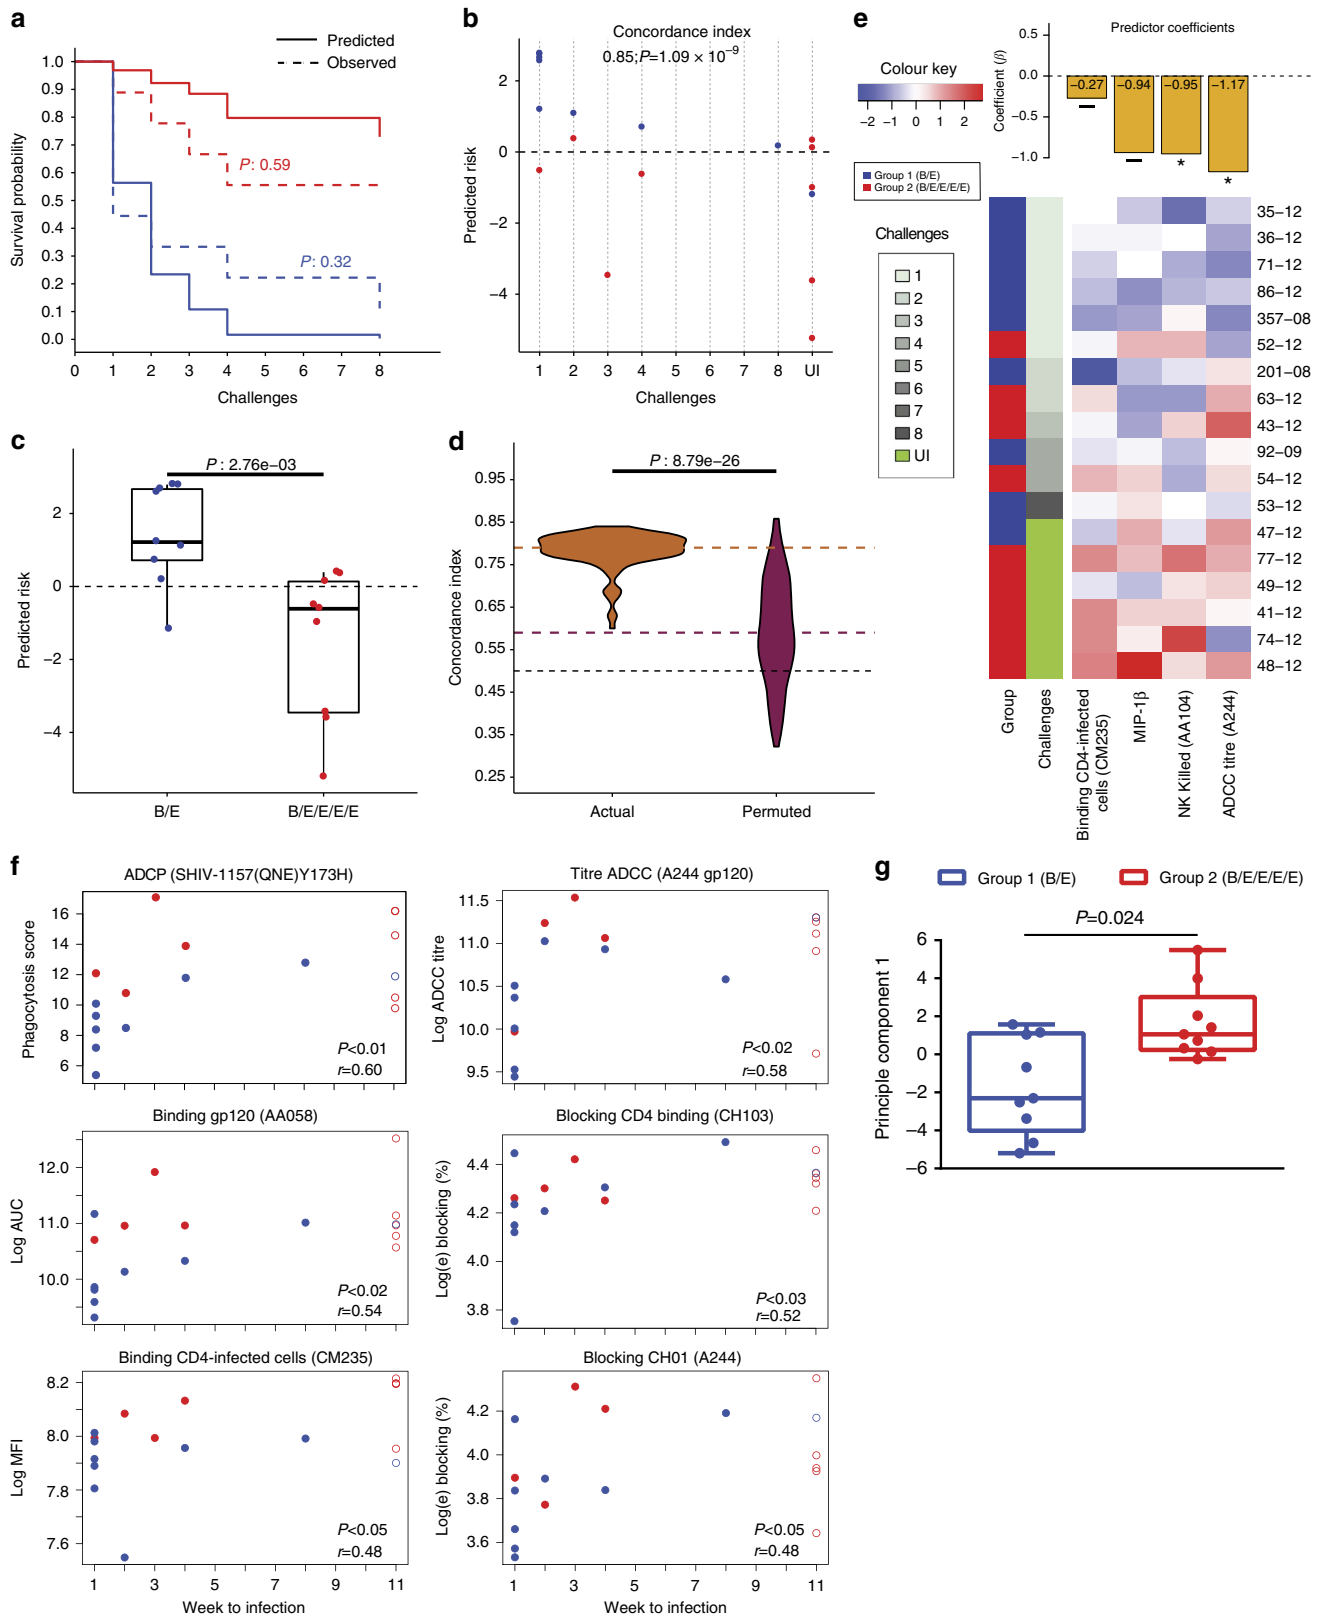 a
Predicted
Observed
Survival probability
1.0
0.9
0.8
0.7
0.6
0.5
0.4
0.3
0.2
0.1
0.0
P: 0.59
P: 0.32
0 1 2 3 4 5 6 7 8
Challenges
b
Concordance index
0.85;P=1.09 × 10−9
Predicted risk
2
0
−2
−4
1 2 3 4 5 6 7 8 UI
Challenges
c
P : 2.76e−03
Predicted risk
2
0
−2
−4
B/E B/E/E/E/E
d
P : 8.79e−26
Concordance index
0.95
0.85
0.75
0.65
0.55
0.45
0.35
0.25
Actual Permuted
e
Colour key
−2 −1 0 1 2
Group 1 (B/E)
Group 2 (B/E/E/E/E)
Challenges
1
2
3
4
5
6
7
8
UI
Predictor coefficients
Coefficient (β)
0.5
0.0
−0.5
−1.0
−0.27 −0.94 −0.95 −1.17
* *
35−12
36−12
71−12
86−12
357−08
52−12
201−08
63−12
43−12
92−09
54−12
53−12
47−12
77−12
49−12
41−12
74−12
48−12
Group
Challenges
Binding CD4-infected
cells (CM235)
MIP-1β
NK Killed (AA104)
ADCC titre (A244)
f
ADCP (SHIV-1157(QNE)Y173H)
Phagocytosis score
16
14
12
10
8
6
P<0.01
r=0.60
Titre ADCC (A244 gp120)
Log ADCC titre
11.5
11.0
10.5
10.0
9.5
P<0.02
r=0.58
Binding gp120 (AA058)
Log AUC
12.0
11.0
10.0
P<0.02
r=0.54
Blocking CD4 binding (CH103)
Log(e) blocking (%)
4.4
4.2
4.0
3.8
P<0.03
r=0.52
Binding CD4-infected cells (CM235)
Log MFI
8.2
8.0
7.8
7.6
P<0.05
r=0.48
1 3 5 7 9 11
Week to infection
Blocking CH01 (A244)
Log(e) blocking (%)
4.2
4.0
3.8
3.6
P<0.05
r=0.48
1 3 5 7 9 11
Week to infection
g
Group 1 (B/E) Group 2 (B/E/E/E/E)
P=0.024
Principle component 1
6
4
2
0
−2
−4
−6